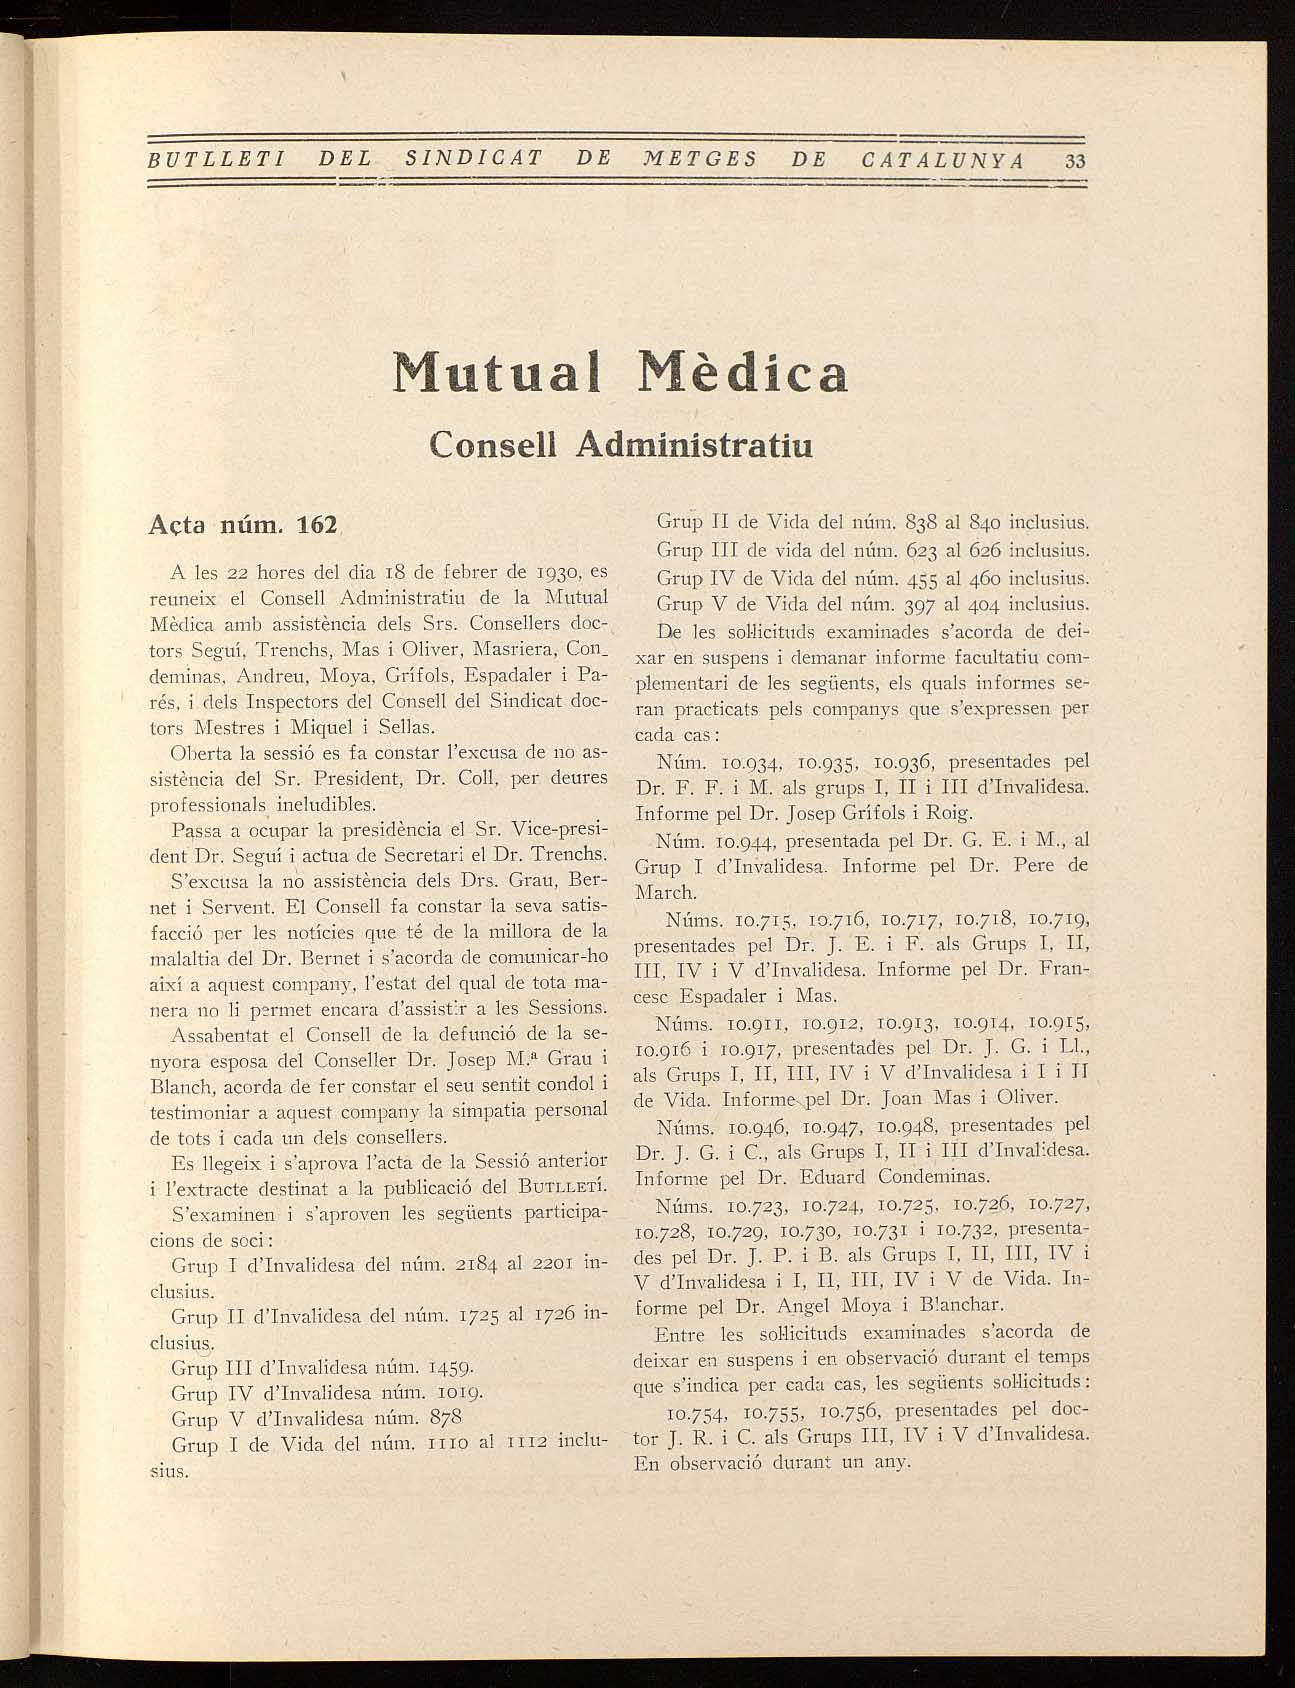 BUTLLETI DEL SINDICAT DE METGES DE CATALUNYA 33
Mutual Mèdica
Consell Administratiu
Acta núm. 162
A les 22 hores del dia 18 de febrer de 1930, es
reuneix el Consell Administratiu de la Mutual
Mèdica amb assistència dels Srs. Consellers doc-
tors Seguí, Trenchs, Mas i Oliver, Masriera, Con_
deminas, Andreu, Moya, Grífols, Espadaler i Pa-
rés, i dels Inspectors del Consell del Sindicat doc-
tors Mestres i Miquel i Sellas.
Oberta la sessió es fa constar l'excusa de no as-
sistència del Sr. President, Dr. Coll, per deures
professionals ineludibles.
Passa a ocupar la presidència el Sr. Vice-presi-
dent Dr. Seguí i actua de Secretari el Dr. Trenchs.
S'excusa la no assistència dels Drs. Grau, Ber-
net i Servent. El Consell fa constar la seva satis-
facció per les notícies que té de la millora de la
malaltia del Dr. Bernet i s'acorda de comunicar-ho
així a aquest company, l'estat del qual de tota ma-
nera no li permet encara d'assistir a les Sessions.
Assabentat el Consell de la defunció de la se-
nyora esposa del Conseller Dr. Josep M.ª Grau i
Blanch, acorda de fer constar el seu sentit condol i
testimoniar a aquest company la simpatia personal
de tots i cada un dels consellers.
Es llegeix i s'aprova l'acta de la Sessió anterior
i l'extracte destinat a la publicació del BUTLLETÍ.
S'examinen i s'aproven les següents participa-
cions de soci:
Grup I d'Invalidesa del núm. 2184 al 2201 in-
clusius.
Grup II d'Invalidesa del núm. 1725 al 1726 in-
clusius.
Grup III d'Invalidesa núm. 1459.
Grup IV d'Invalidesa núm. 1019.
Grup V d'Invalidesa núm. 878
Grup I de Vida del núm. 1110 al 1112 inclu-
sius.
Grup II de Vida del núm. 838 al 840 inclusius.
Grup III de vida del núm. 623 al 626 inclusius.
Grup IV de Vida del núm. 455 al 460 inclusius.
Grup V de Vida del núm. 397 al 404 inclusius.
De les sol·licituds examinades s'acorda de dei-
xar en suspens i demanar informe facultatiu com-
plementari de les següents, els quals informes se-
ran practicats pels companys que s'expressen per
cada cas:
Núm. 10.934, 10.935, 10.936, presentades pel
Dr. F. F. i M. als grups I, II i III d'Invalidesa.
Informe pel Dr. Josep Grífols i Roig.
Núm. 10.944, presentada pel Dr. G. E. i M., al
Grup I d'Invalidesa. Informe pel Dr. Pere de
March.
Núms. 10.715, 10.716, 10.717, 10.718, 10.719,
presentades pel Dr. J. E. i F. als Grups I, II,
III, IV i V d'Invalidesa. Informe pel Dr. Fran-
cesc Espadaler i Mas.
Núms. 10.911, 10.912, 10.913, 10.914, 10.915,
10.916 i 10.917, presentades pel Dr. J. G. i Ll.,
als Grups I, II, III, IV i V d'Invalidesa i I i II
de Vida. Informe pel Dr. Joan Mas i Oliver.
Núms. 10.946, 10.947, 10.948, presentades pel
Dr. J. G. i C., als Grups I, II i III d'Invalidesa.
Informe pel Dr. Eduard Condeminas.
Núms. 10.723, 10.724, 10.725, 10.726, 10.727,
10.728, 10.729, 10.730, 10.731 i 10.732, presenta-
des pel Dr. J. P. i B. als Grups I, II, III, IV i
V d'Invalidesa i I, II, III, IV i V de Vida. In-
forme pel Dr. Angel Moya i Blanchar.
Entre les sol·licituds examinades s'acorda de
deixar en suspens i en observació durant el temps
que s'indica per cada cas, les següents sol·licituds:
10.754, 10.755, 10.756, presentades pel doc-
tor J. R. i C. als Grups III, IV i V d'Invalidesa.
En observació durant un any.